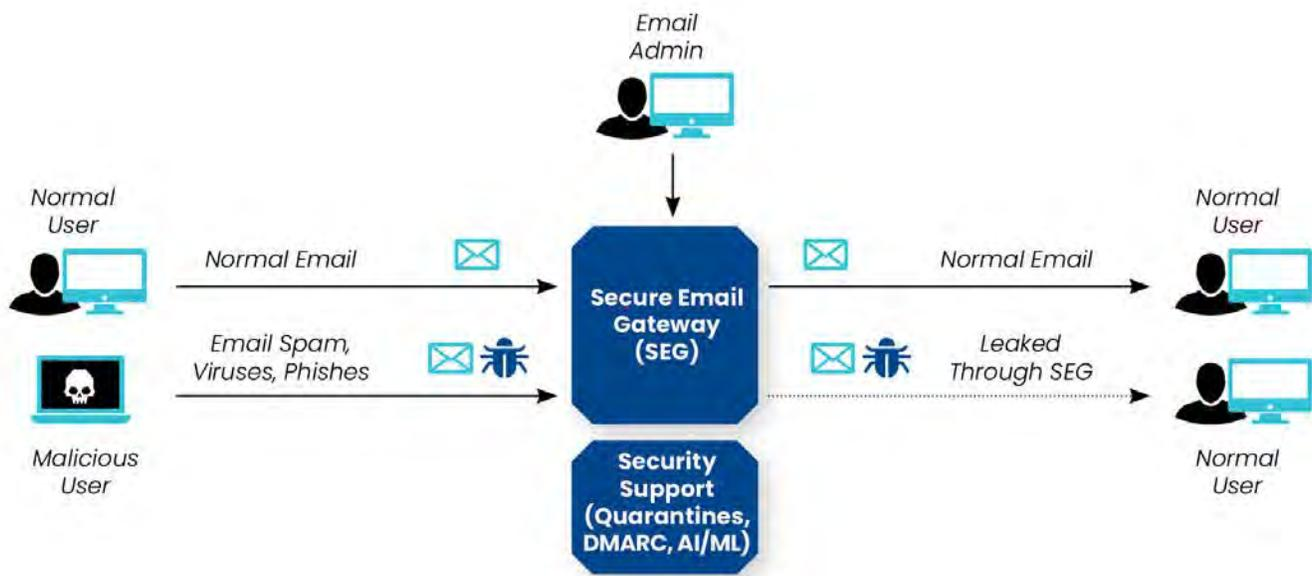 Email
Admin
Normal
User
Normal
User
Normal Email
Normal Email
Secure Email
Gateway
(SEG)
Email Spam,
Viruses, Phishes
Leaked
Through SEG
Malicious
User
Security
Support
(Quarantines,
DMARC, AI/ML)
Normal
User